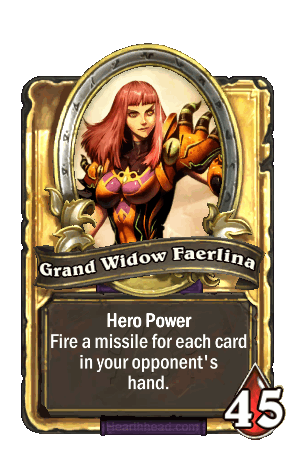 Grand Widow Faerlina
Hero Power
Fire a missile for each card
in your opponent's
hand.
45
Hearthhead.com